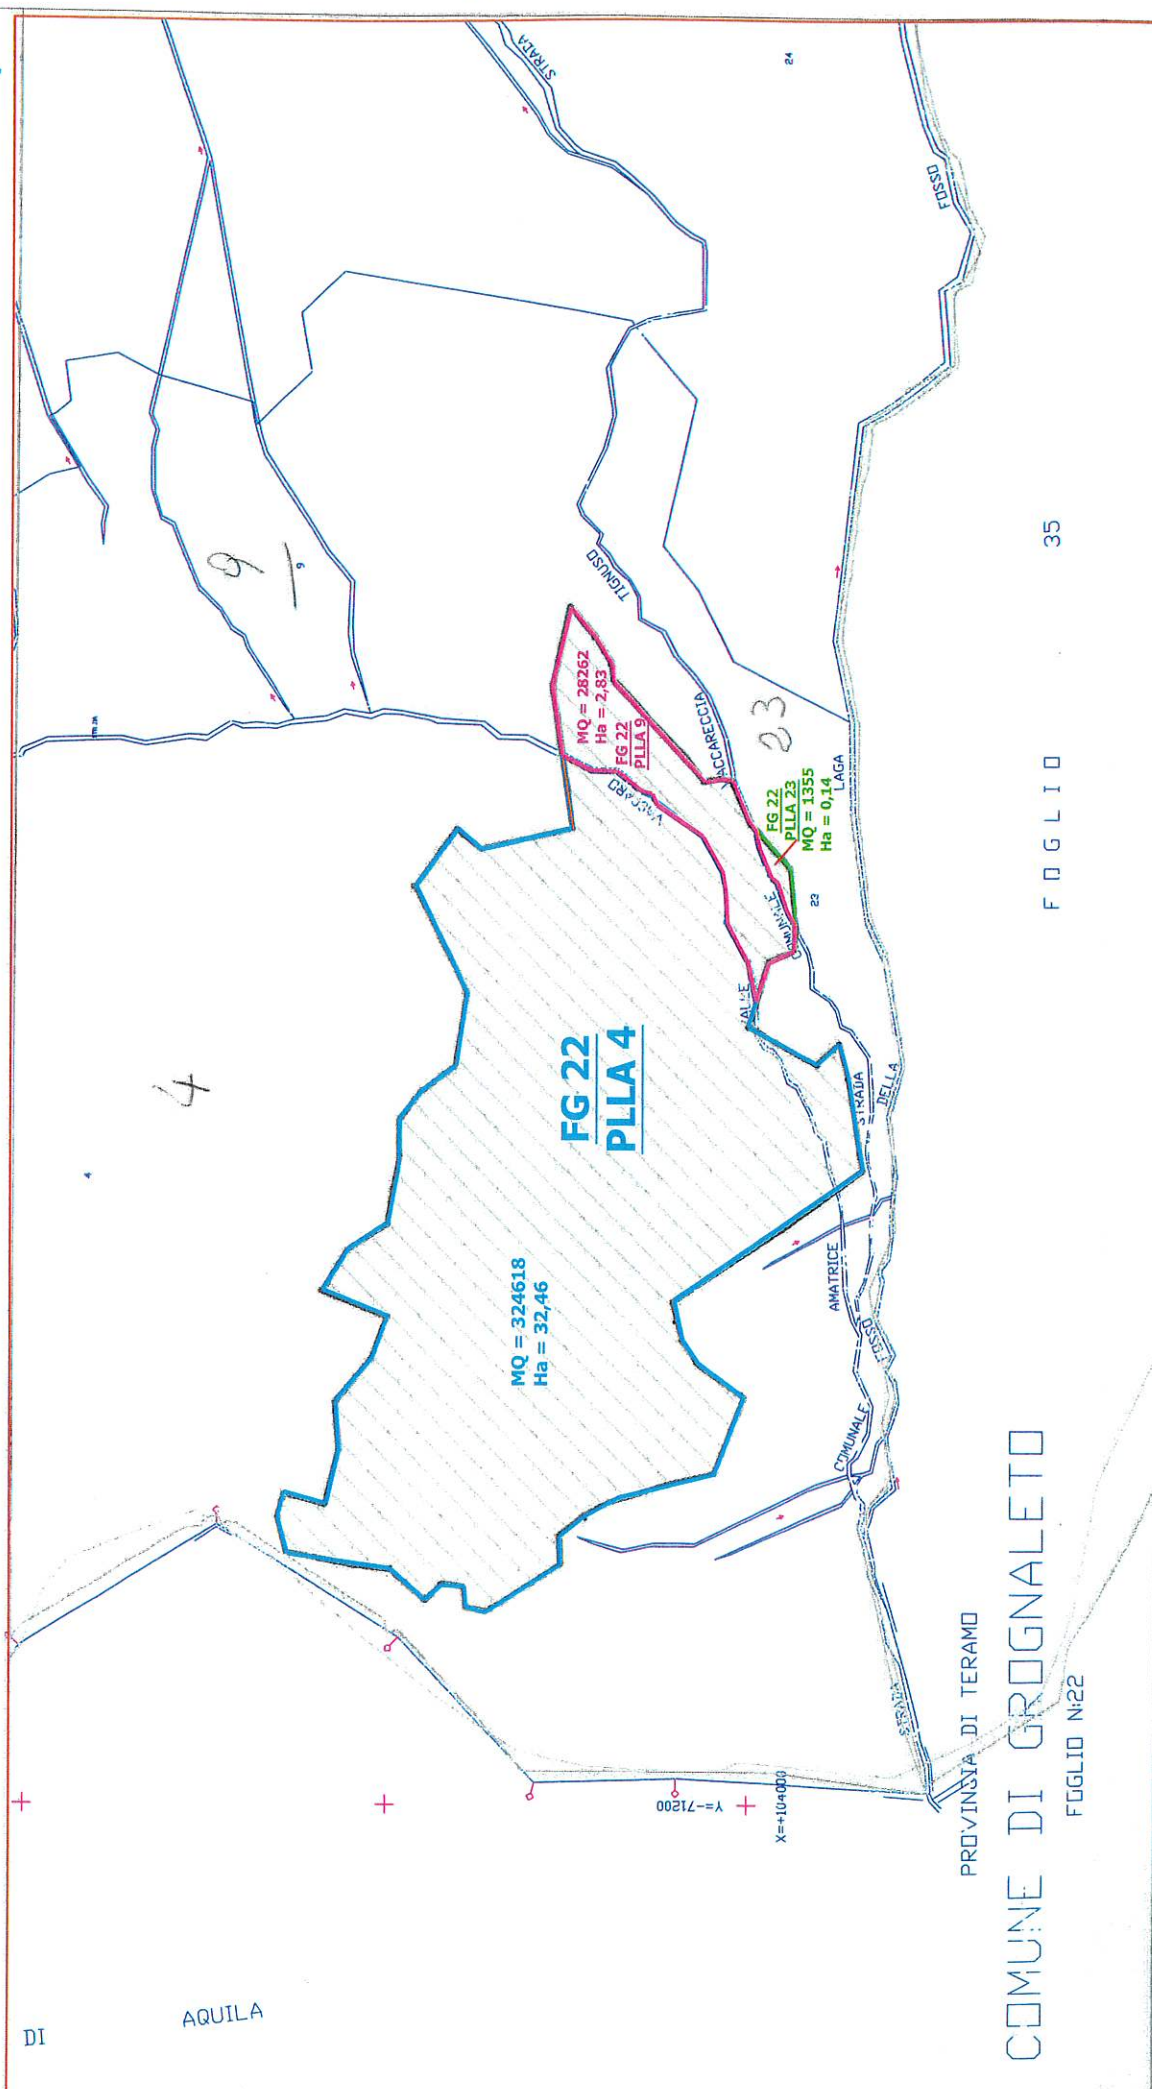 DI
AQUILA
COMUNE DI CROGNALETO
PROVINSIA DI TERAMO
FOGLIO N:22
FOGLIO 35
X=+104000
Y=-71200
STRADA
COMUNALE
AMATRICE
FOSSO
STRADA
DELLA
LAGA
FOSSO
VALLE
VACCARO
COMUNALE
VACCARECCIA
TIGNUSO
STRADA
4
4
9
9
23
23
24
FG 22
PLLA 4
MQ = 324618
Ha = 32,46
MQ = 28262
Ha = 2,83
FG 22
PLLA 9
FG 22
PLLA 23
MQ = 1355
Ha = 0,14